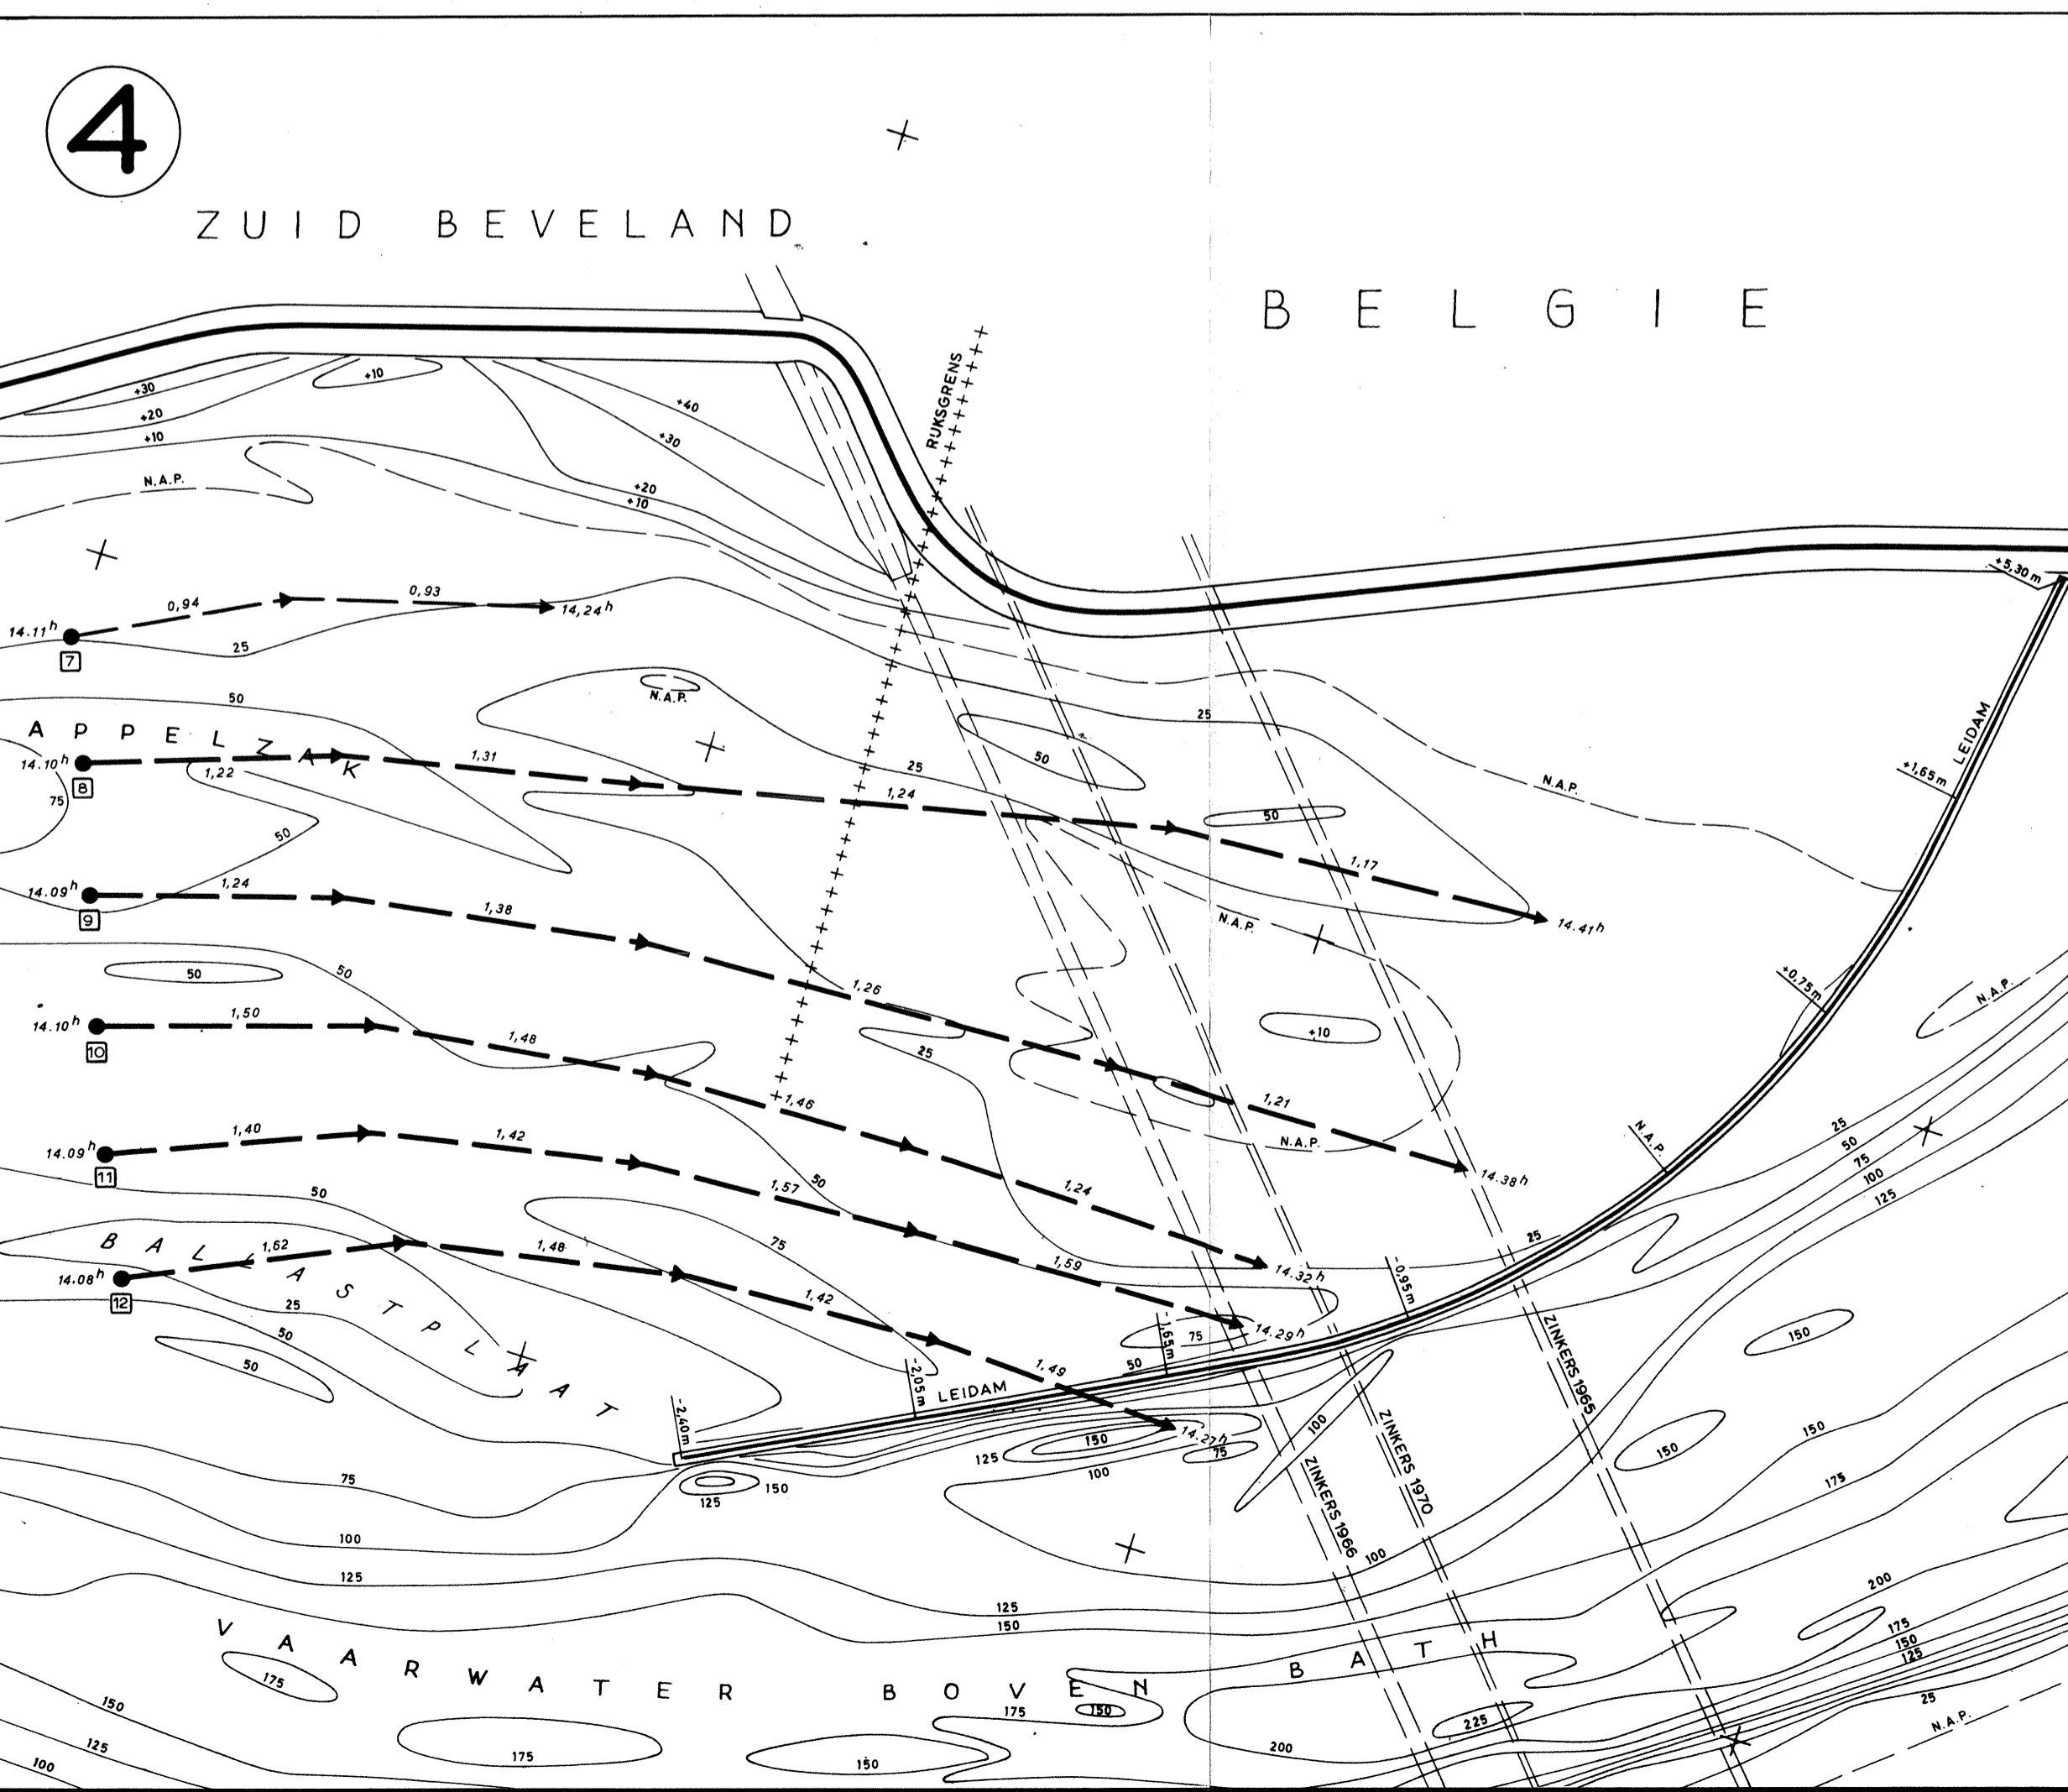 4
ZUID BEVELAND
BELGIE
RIJKSGRENS
+10
+30
+20
+10
+40
+30
+20
+10
N.A.P.
+5,30 m
0,94
0,93
14.11h
14,24h
7
25
50
N.A.P.
25
LEIDAM
APPELZAK
14.10h
8
1,22
1,31
1,24
25
50
50
N.A.P.
+1,65 m
75
50
1,17
14.41h
14.09h
9
1,24
1,38
N.A.P.
50
50
1,26
+0,75 m
N.A.P.
14.10h
10
1,50
1,48
25
+10
1,46
1,21
N.A.P.
14.38h
N.A.P.
25
50
75
100
125
14.09h
11
1,40
1,42
1,57
50
1,24
50
BALLASTPLAAT
14.08h
12
1,62
1,48
75
1,59
14.32h
25
-0,95 m
25
50
50
1,42
14.29h
75
-1,65 m
50
1,49
-2,05 m
LEIDAM
-2,40 m
14.27h
ZINKERS 1965
ZINKERS 1970
ZINKERS 1966
150
150
150
175
100
150
125
75
100
125
150
75
100
125
100
125
150
200
175
150
125
VAARWATER BOVEN BATH
175
175
150
175
150
225
200
25
N.A.P.
150
125
100